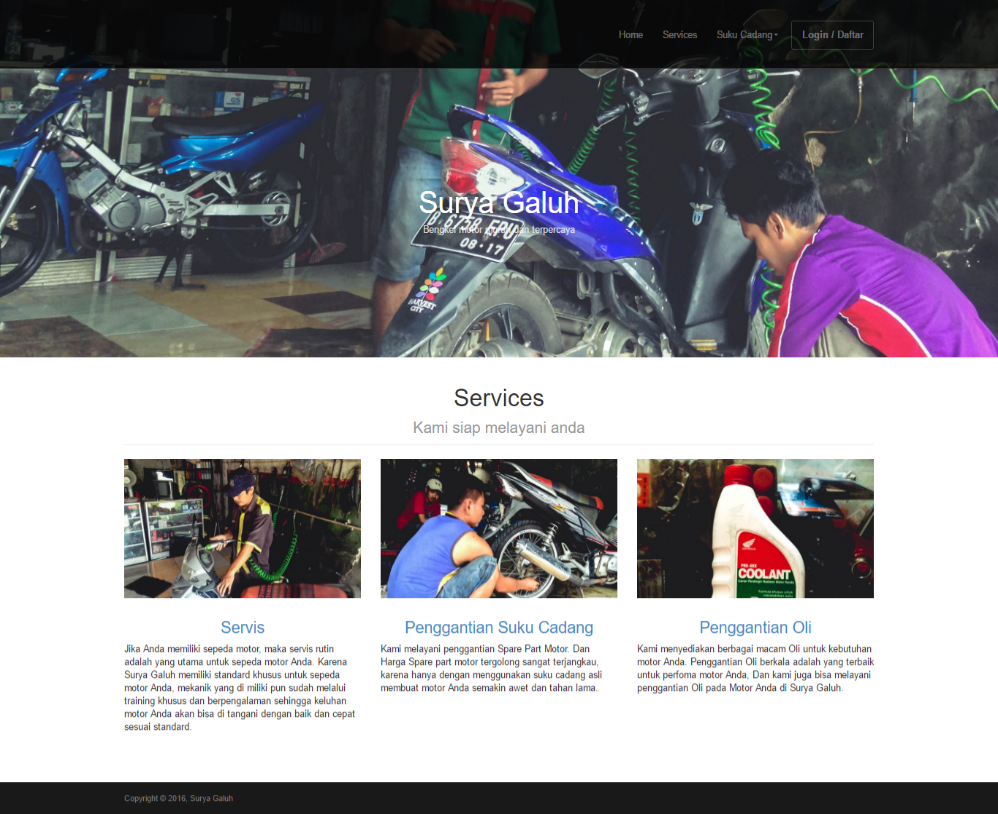 Home Services Suku Cadang Login / Daftar
Surya Galuh
Bengkel motor murah dan terpercaya
B 6758 FDU
08·17
HARVEST
CITY
Services
Kami siap melayani anda
COOLANT
Servis
Jika Anda memiliki sepeda motor, maka servis rutin
adalah yang utama untuk sepeda motor Anda. Karena
Surya Galuh memiliki standard khusus untuk sepeda
motor Anda, mekanik yang di miliki pun sudah melalui
training khusus dan berpengalaman sehingga keluhan
motor Anda akan bisa di tangani dengan baik dan cepat
sesuai standard.
Penggantian Suku Cadang
Kami melayani penggantian Spare Part Motor. Dan
Harga Spare part motor tergolong sangat terjangkau,
karena hanya dengan menggunakan suku cadang asli
membuat motor Anda semakin awet dan tahan lama.
Penggantian Oli
Kami menyediakan berbagai macam Oli untuk kebutuhan
motor Anda. Penggantian Oli berkala adalah yang terbaik
untuk perfoma motor Anda, Dan kami juga bisa melayani
penggantian Oli pada Motor Anda di Surya Galuh.
Copyright © 2016, Surya Galuh